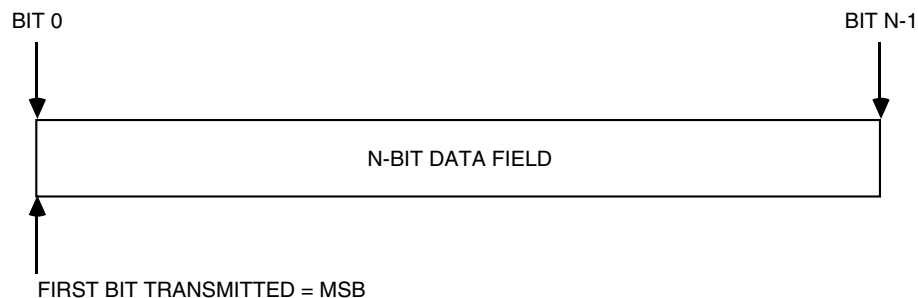 BIT 0
BIT N-1
N-BIT DATA FIELD
FIRST BIT TRANSMITTED = MSB